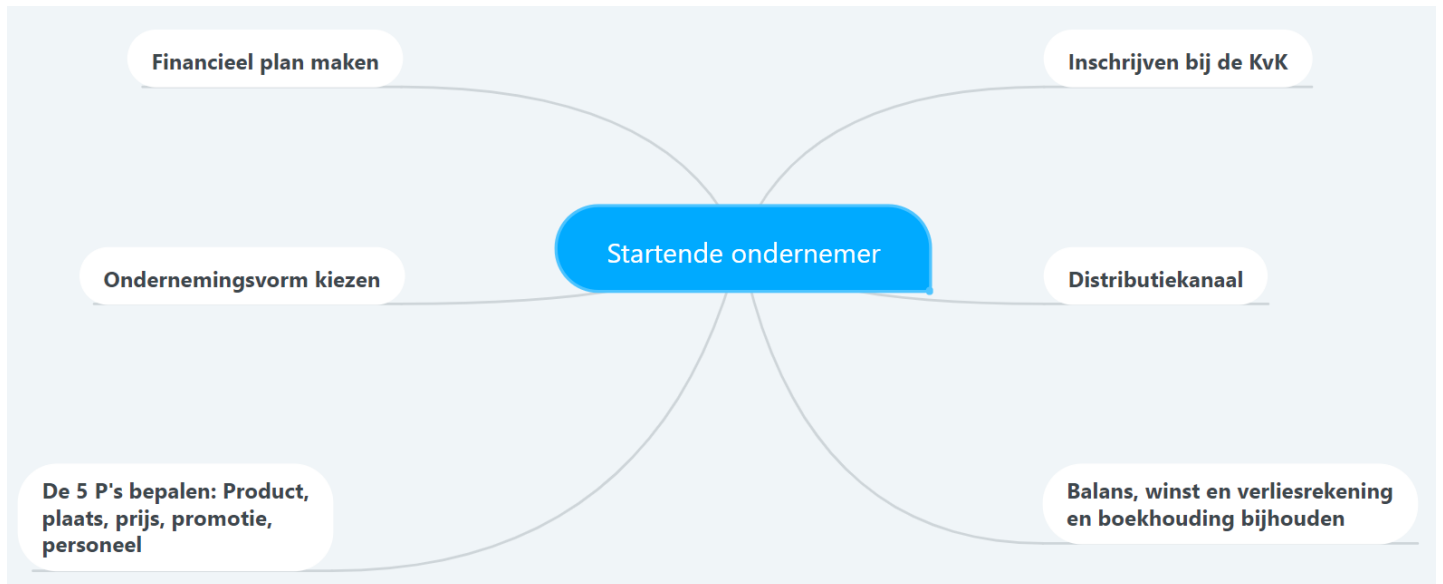 Financieel plan maken
Inschrijven bij de KvK
Startende ondernemer
Ondernemingsvorm kiezen
Distributiekanaal
De 5 P's bepalen: Product,
plaats, prijs, promotie,
personeel
Balans, winst en verliesrekening
en boekhouding bijhouden